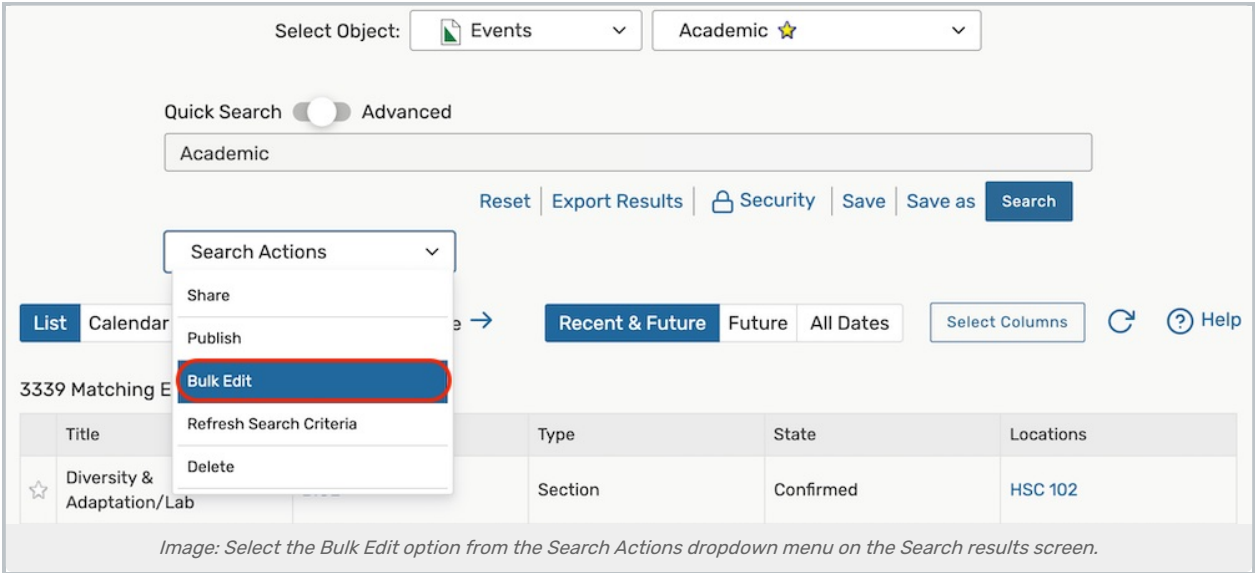 Select Object: Events Academic
Quick Search Advanced
Academic
Reset Export Results Security Save Save as Search
Search Actions
Share
List Calendar e Recent & Future Future All Dates Select Columns Help
Publish
Bulk Edit
3339 Matching E
Refresh Search Criteria
Title Type State Locations
Delete
Diversity & Adaptation/Lab Section Confirmed HSC 102
Image: Select the Bulk Edit option from the Search Actions dropdown menu on the Search results screen.